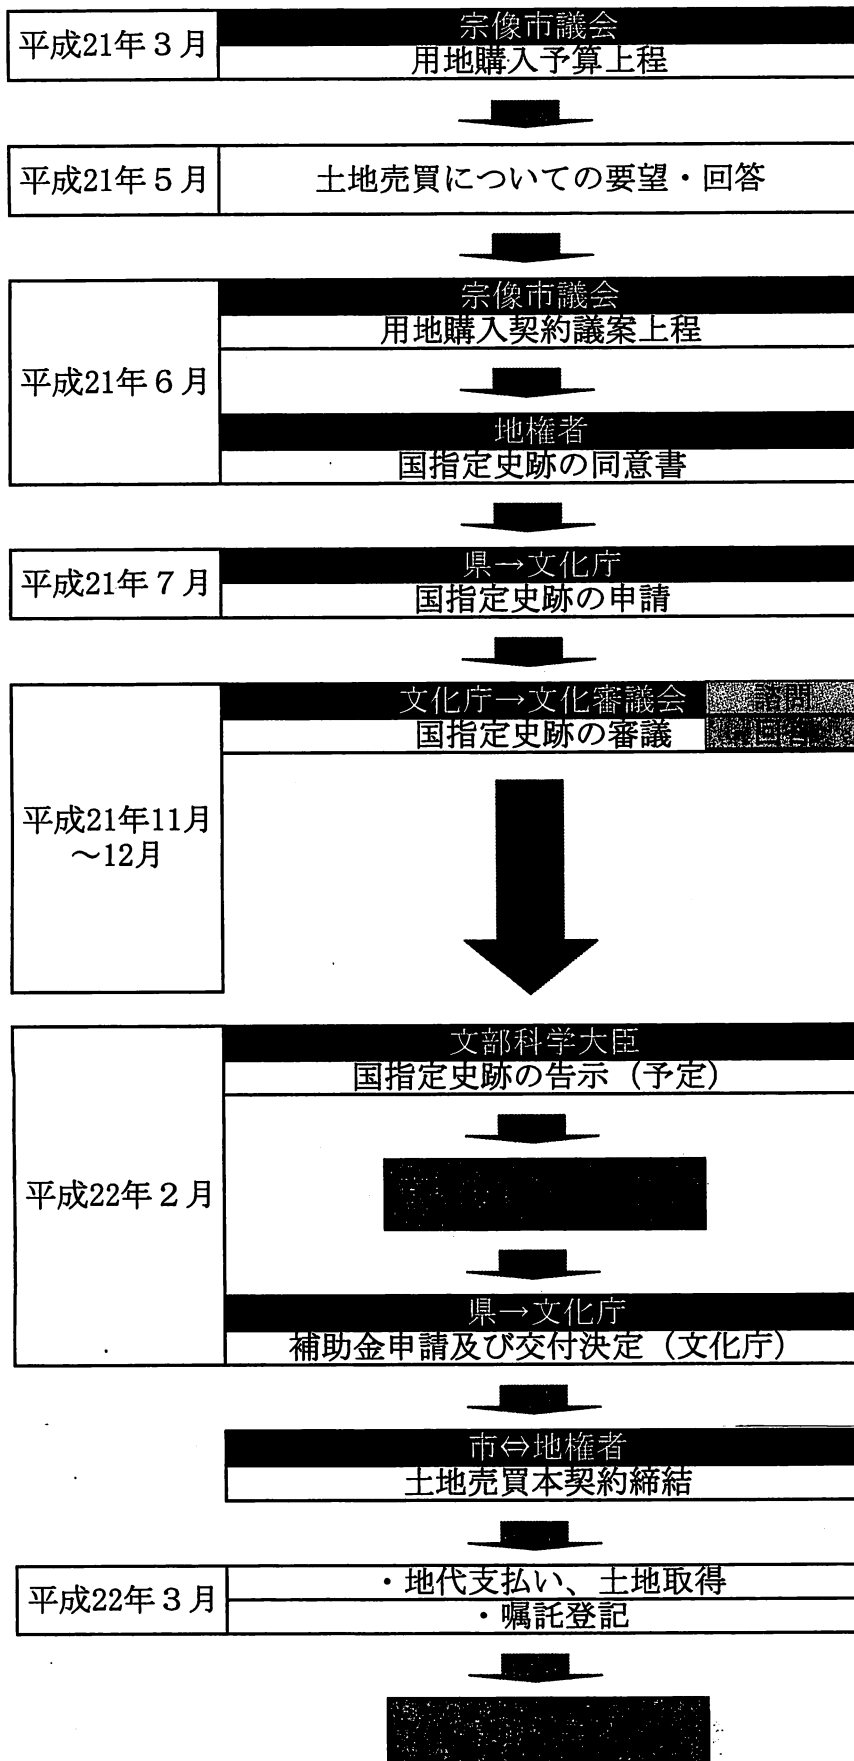 平成21年3月
宗像市議会
用地購入予算上程
平成21年5月
土地売買についての要望・回答
平成21年6月
宗像市議会
用地購入契約議案上程
地権者
国指定史跡の同意書
平成21年7月
県→文化庁
国指定史跡の申請
平成21年11月
～12月
文化庁→文化審議会
諮問
国指定史跡の審議
回答
平成22年2月
文部科学大臣
国指定史跡の告示（予定）
県→文化庁
補助金申請及び交付決定（文化庁）
市⇔地権者
土地売買本契約締結
平成22年3月
・地代支払い、土地取得
・嘱託登記